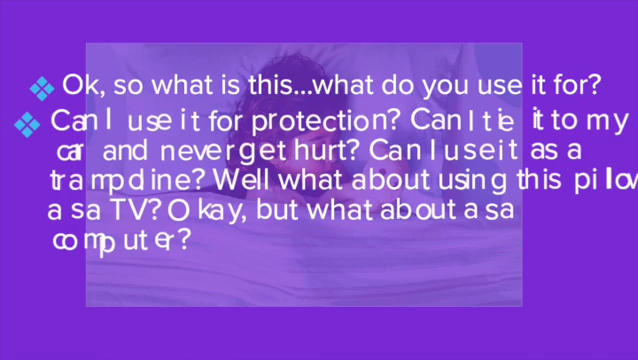 Ok, so what is this...what do you use it for?
Can I use it for protection? Can I tie it to my
car and never get hurt? Can I use it as a
trampdine? Well what about using this pillow
as a TV? Okay, but what about as a
computer?